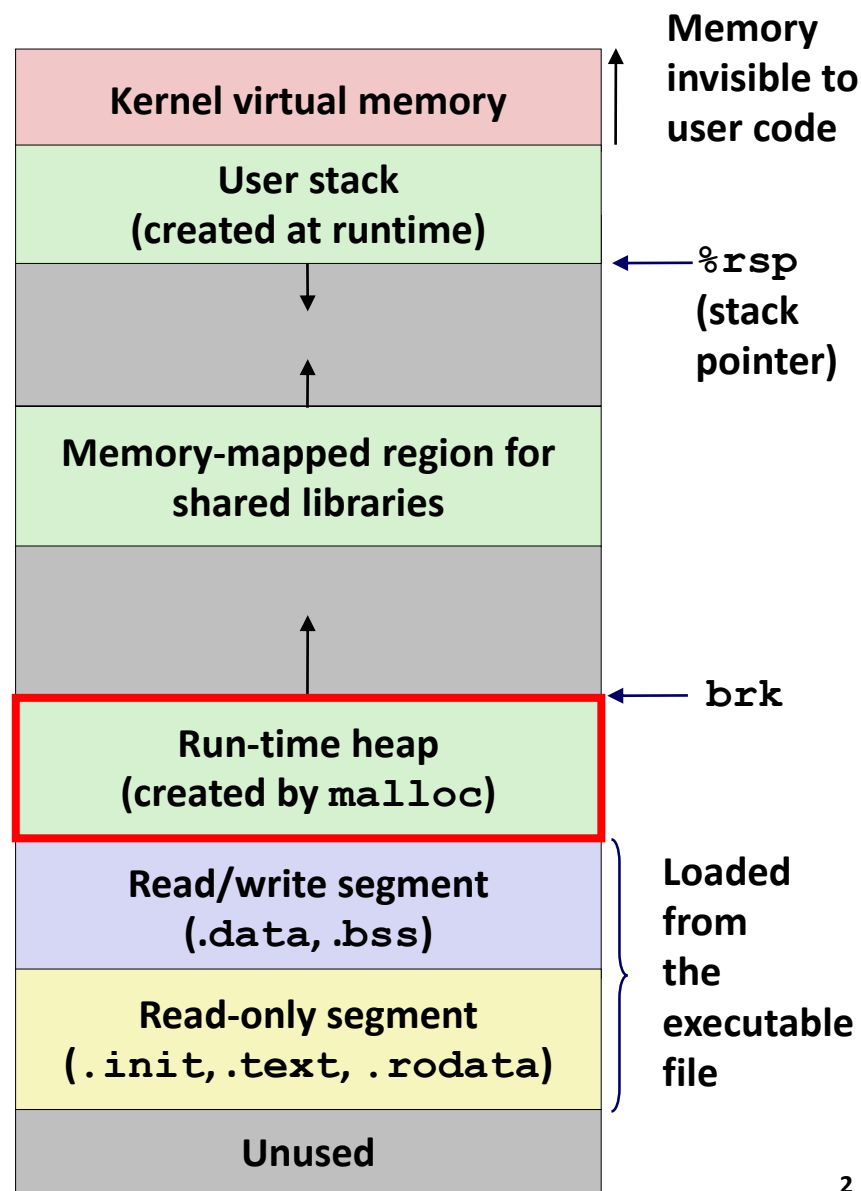 Memory
invisible to
user code
Kernel virtual memory
User stack
(created at runtime)
%rsp
(stack
pointer)
Memory-mapped region for
shared libraries
brk
Run-time heap
(created by malloc)
Read/write segment
(.data, .bss)
Loaded
from
the
executable
file
Read-only segment
(.init, .text, .rodata)
Unused
2